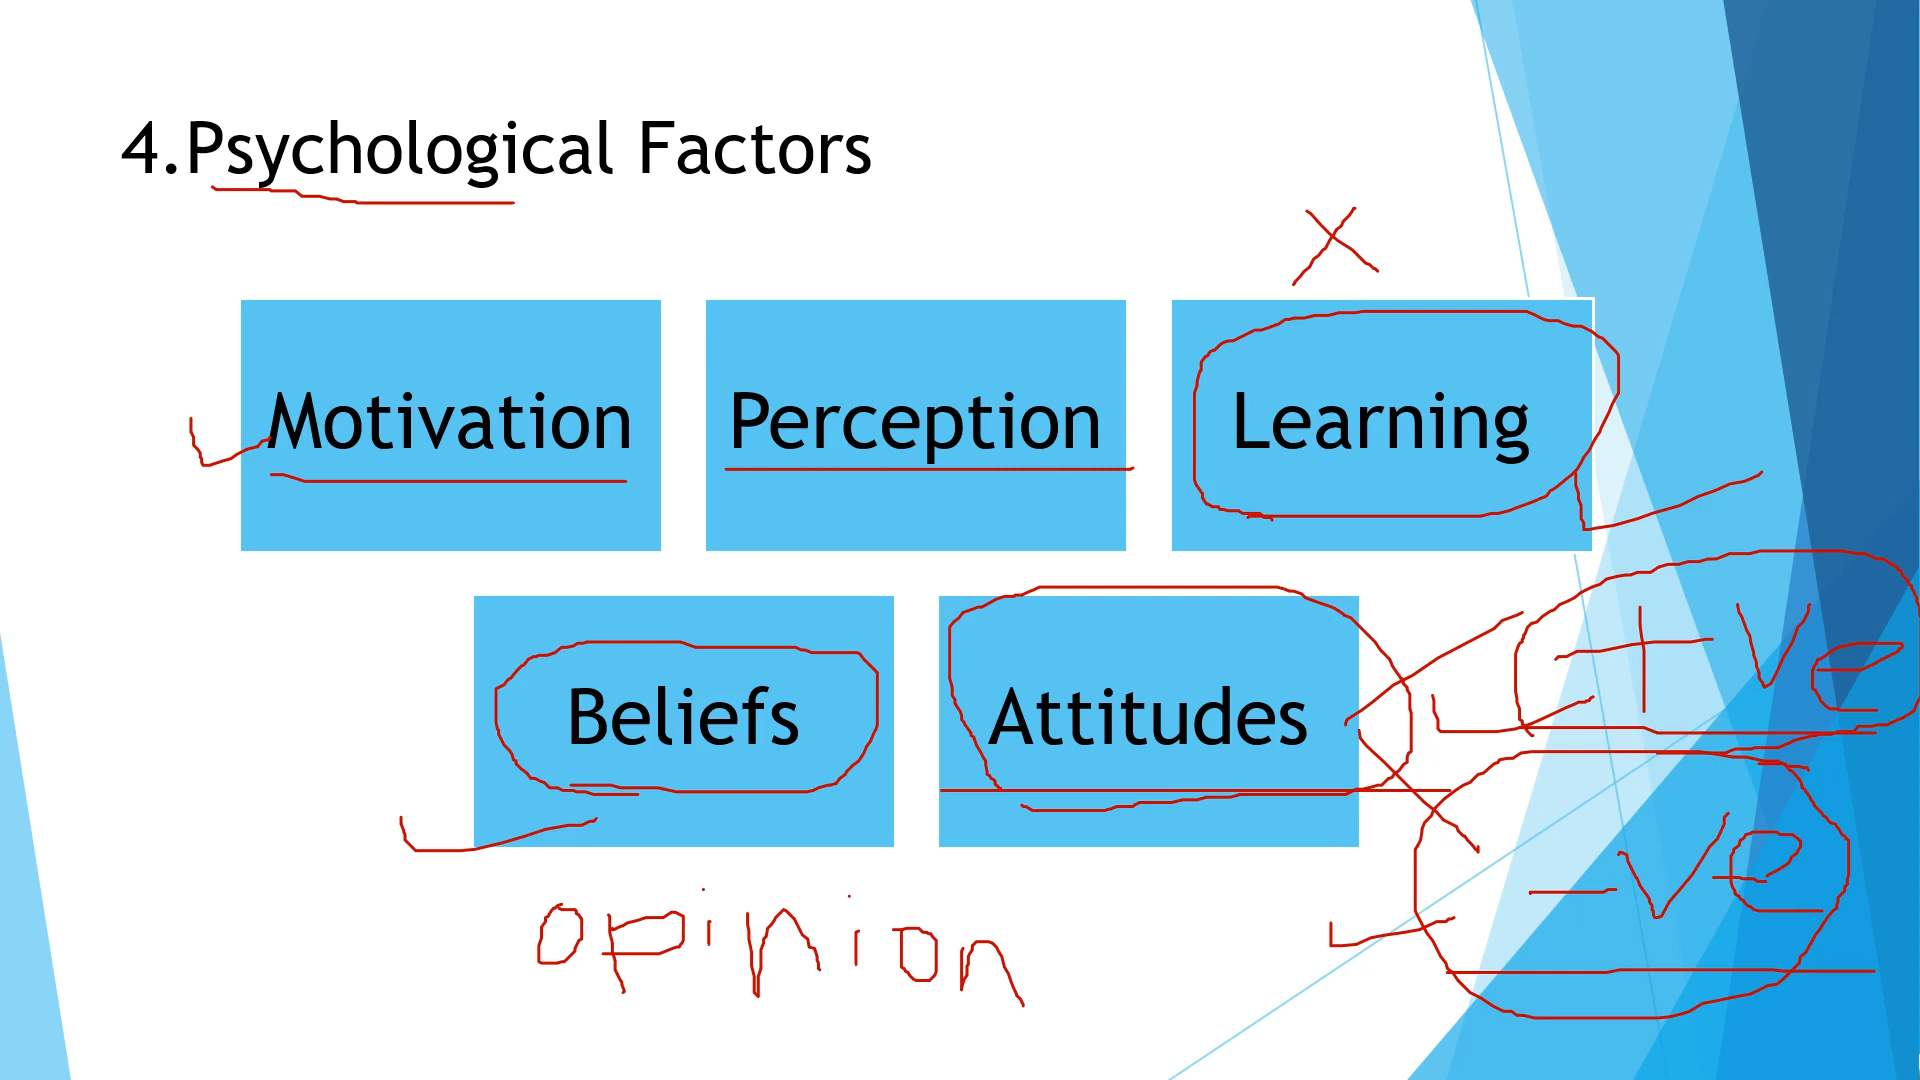 4.Psychological Factors
Motivation Perception Learning
Beliefs Attitudes
+Ve
-Ve
opinion